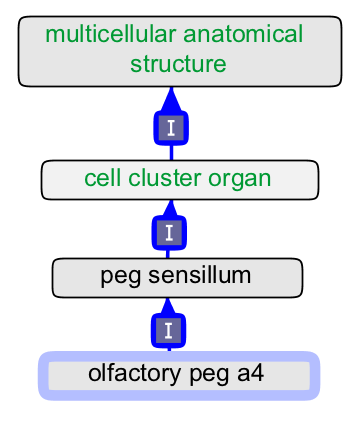 multicellular anatomical
structure
I
cell cluster organ
I
peg sensillum
I
olfactory peg a4